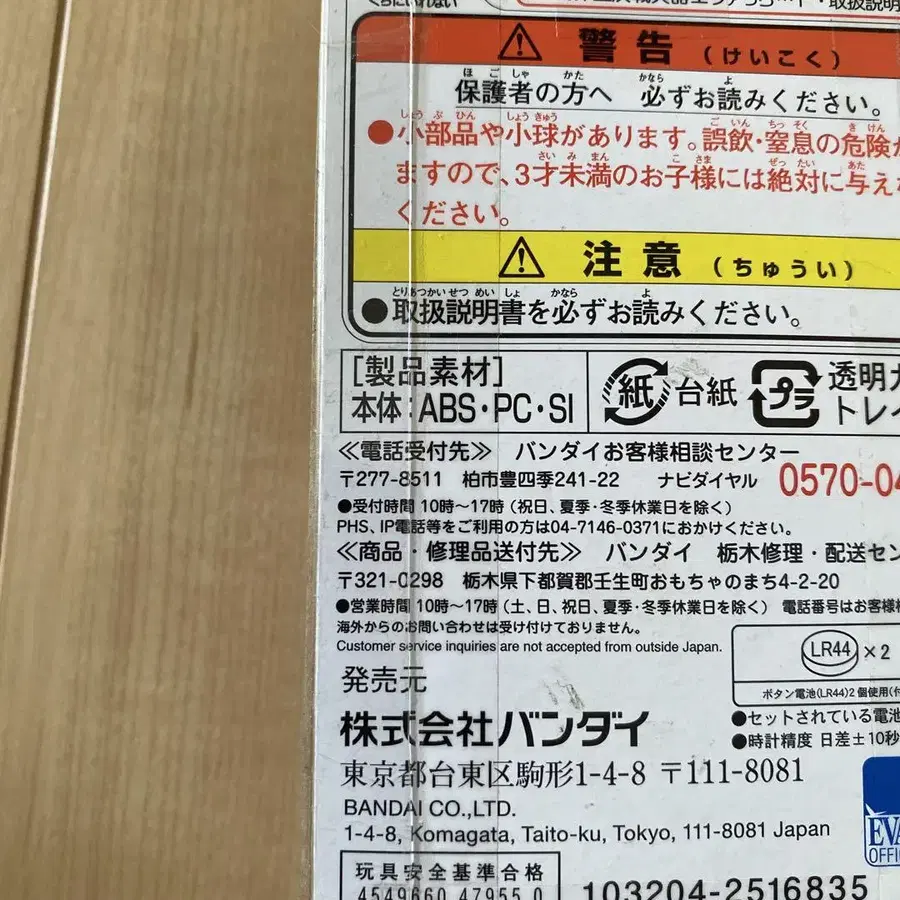 くちにいれない
・取扱説明
警告（けいこく）
保護者の方へ 必ずお読みください。
●小部品や小球があります。誤飲・窒息の危険が
ますので、3才未満のお子様には絶対に与えな
ください。
注意（ちゅうい）
●取扱説明書を必ずお読みください。
[製品素材]
本体：ABS・PC・SI
紙 台紙
プラ 透明カ
トレイ
≪電話受付先≫ バンダイお客様相談センター
〒277-8511 柏市豊四季241-22 ナビダイヤル 0570-04
●受付時間 10時〜17時（祝日、夏季・冬季休業日を除く）
PHS、IP電話等をご利用の方は04-7146-0371におかけください。
≪商品・修理品送付先≫ バンダイ 栃木修理・配送セン
〒321-0298 栃木県下都賀郡壬生町おもちゃのまち4-2-20
●営業時間 10時〜17時（土、日、祝日、夏季・冬季休業日を除く） 電話番号はお客様相
海外からのお問い合わせは受け付けておりません。
Customer service inquiries are not accepted from outside Japan.
LR44 ×2
ボタン電池(LR44)2個使用(付
●セットされている電池
●時計精度 日差±10秒
発売元
株式会社バンダイ
東京都台東区駒形1-4-8 〒111-8081
BANDAI CO.,LTD.
1-4-8, Komagata, Taito-ku, Tokyo, 111-8081 Japan
EVA
OFFIC
玩具安全基準合格
4549660 47955 0
103204-2516835